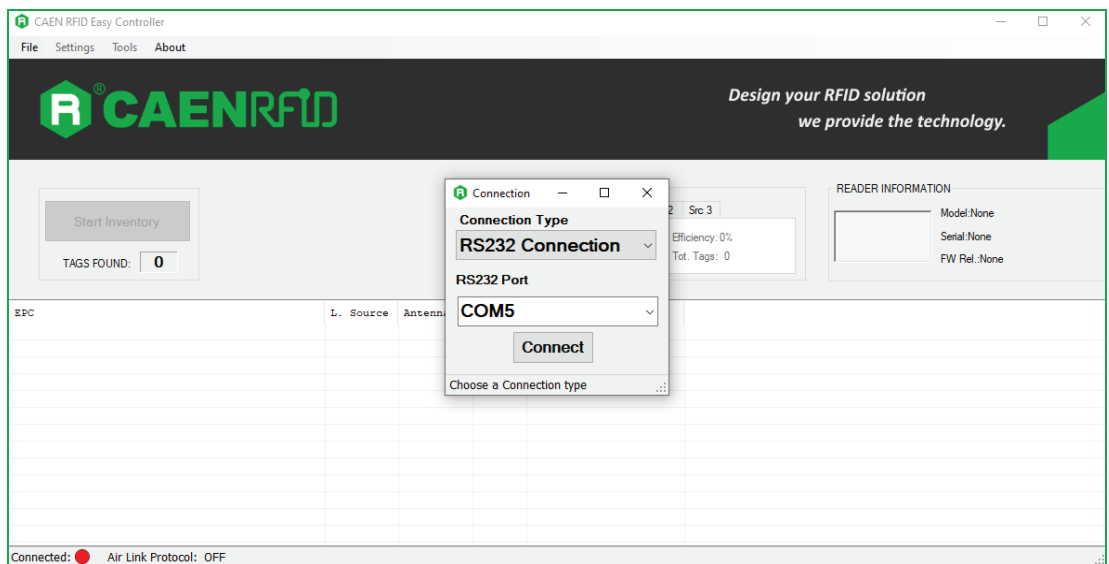 CAEN RFID Easy Controller
File Settings Tools About
R®CAENRFID
Design your RFID solution
we provide the technology.
Start Inventory
TAGS FOUND: 0
Connection
Connection Type
RS232 Connection
RS232 Port
COM5
Connect
Choose a Connection type
2 Src 3
Efficiency: 0%
Tot. Tags: 0
READER INFORMATION
Model:None
Serial:None
FW Rel.:None
EPC L. Source Antenna
Connected: Air Link Protocol: OFF